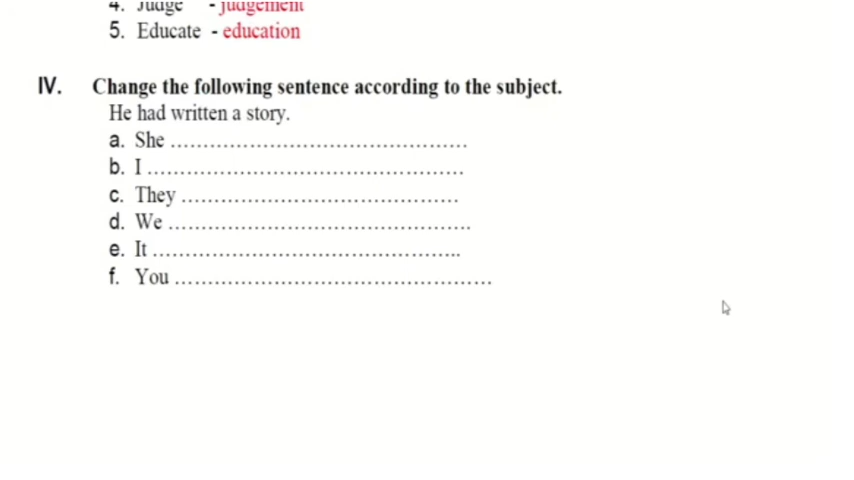 4. Judge - judgement
5. Educate - education
IV. Change the following sentence according to the subject.
He had written a story.
a. She ................................................
b. I ...................................................
c. They .............................................
d. We .................................................
e. It ..................................................
f. You ...................................................